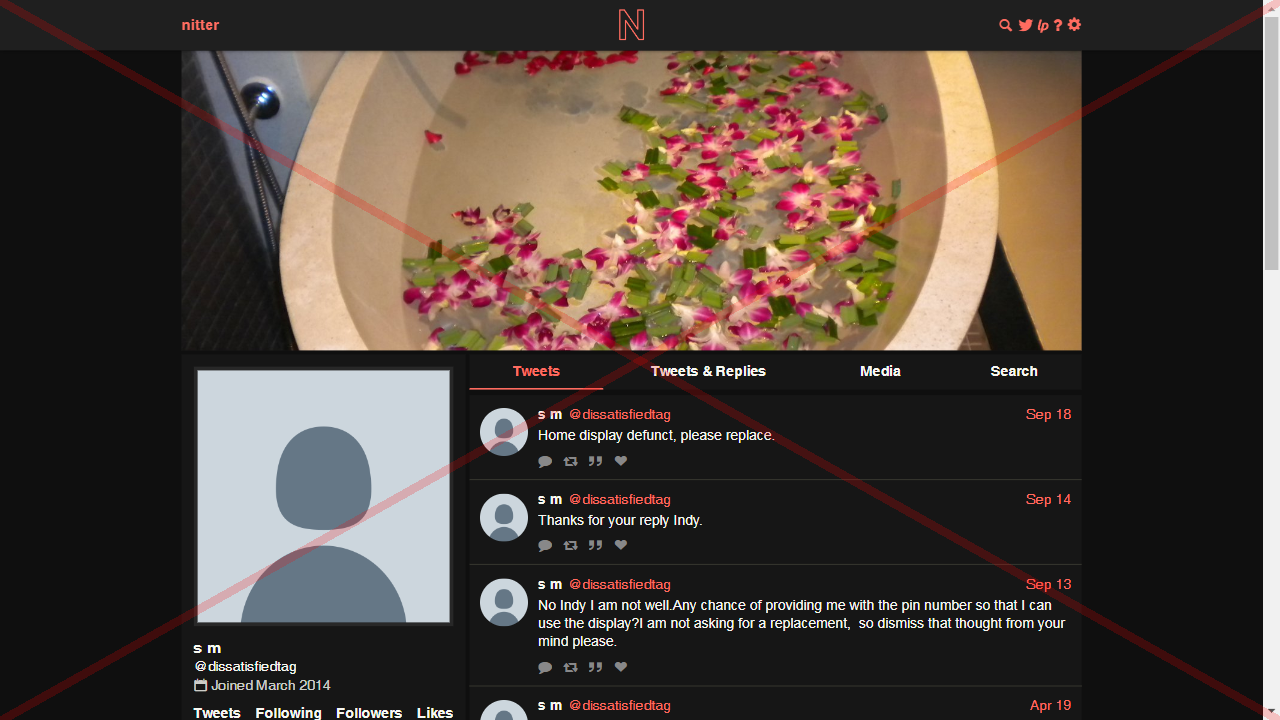 nitter
N
lp ?
Tweets Tweets & Replies Media Search
s m @dissatisfiedtag Sep 18
Home display defunct, please replace.
s m @dissatisfiedtag Sep 14
Thanks for your reply Indy.
s m @dissatisfiedtag Sep 13
No Indy I am not well.Any chance of providing me with the pin number so that I can
use the display?I am not asking for a replacement, so dismiss that thought from your
mind please.
s m @dissatisfiedtag Apr 19
s m
@dissatisfiedtag
Joined March 2014
Tweets Following Followers Likes